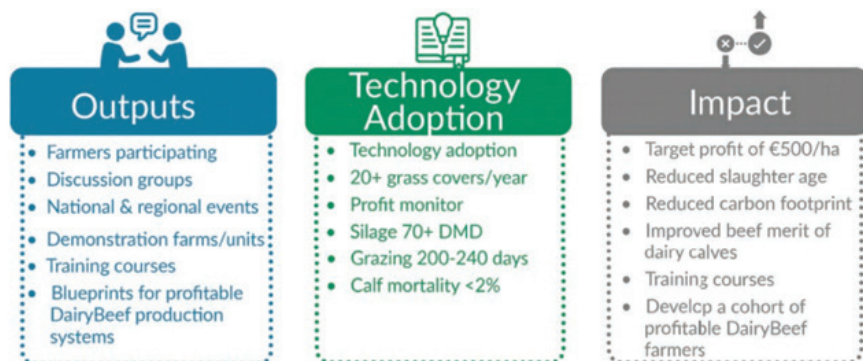 Outputs
• Farmers participating
• Discussion groups
• National & regional events
• Demonstration farms/units
• Training courses
• Blueprints for profitable
DairyBeef production
systems
Technology
Adoption
• Technology adoption
• 20+ grass covers/year
• Profit monitor
• Silage 70+ DMD
• Grazing 200-240 days
• Calf mortality <2%
Impact
• Target profit of €500/ha
• Reduced slaughter age
• Reduced carbon footprint
• Improved beef merit of
dairy calves
• Training courses
• Develop a cohort of
profitable DairyBeef
farmers